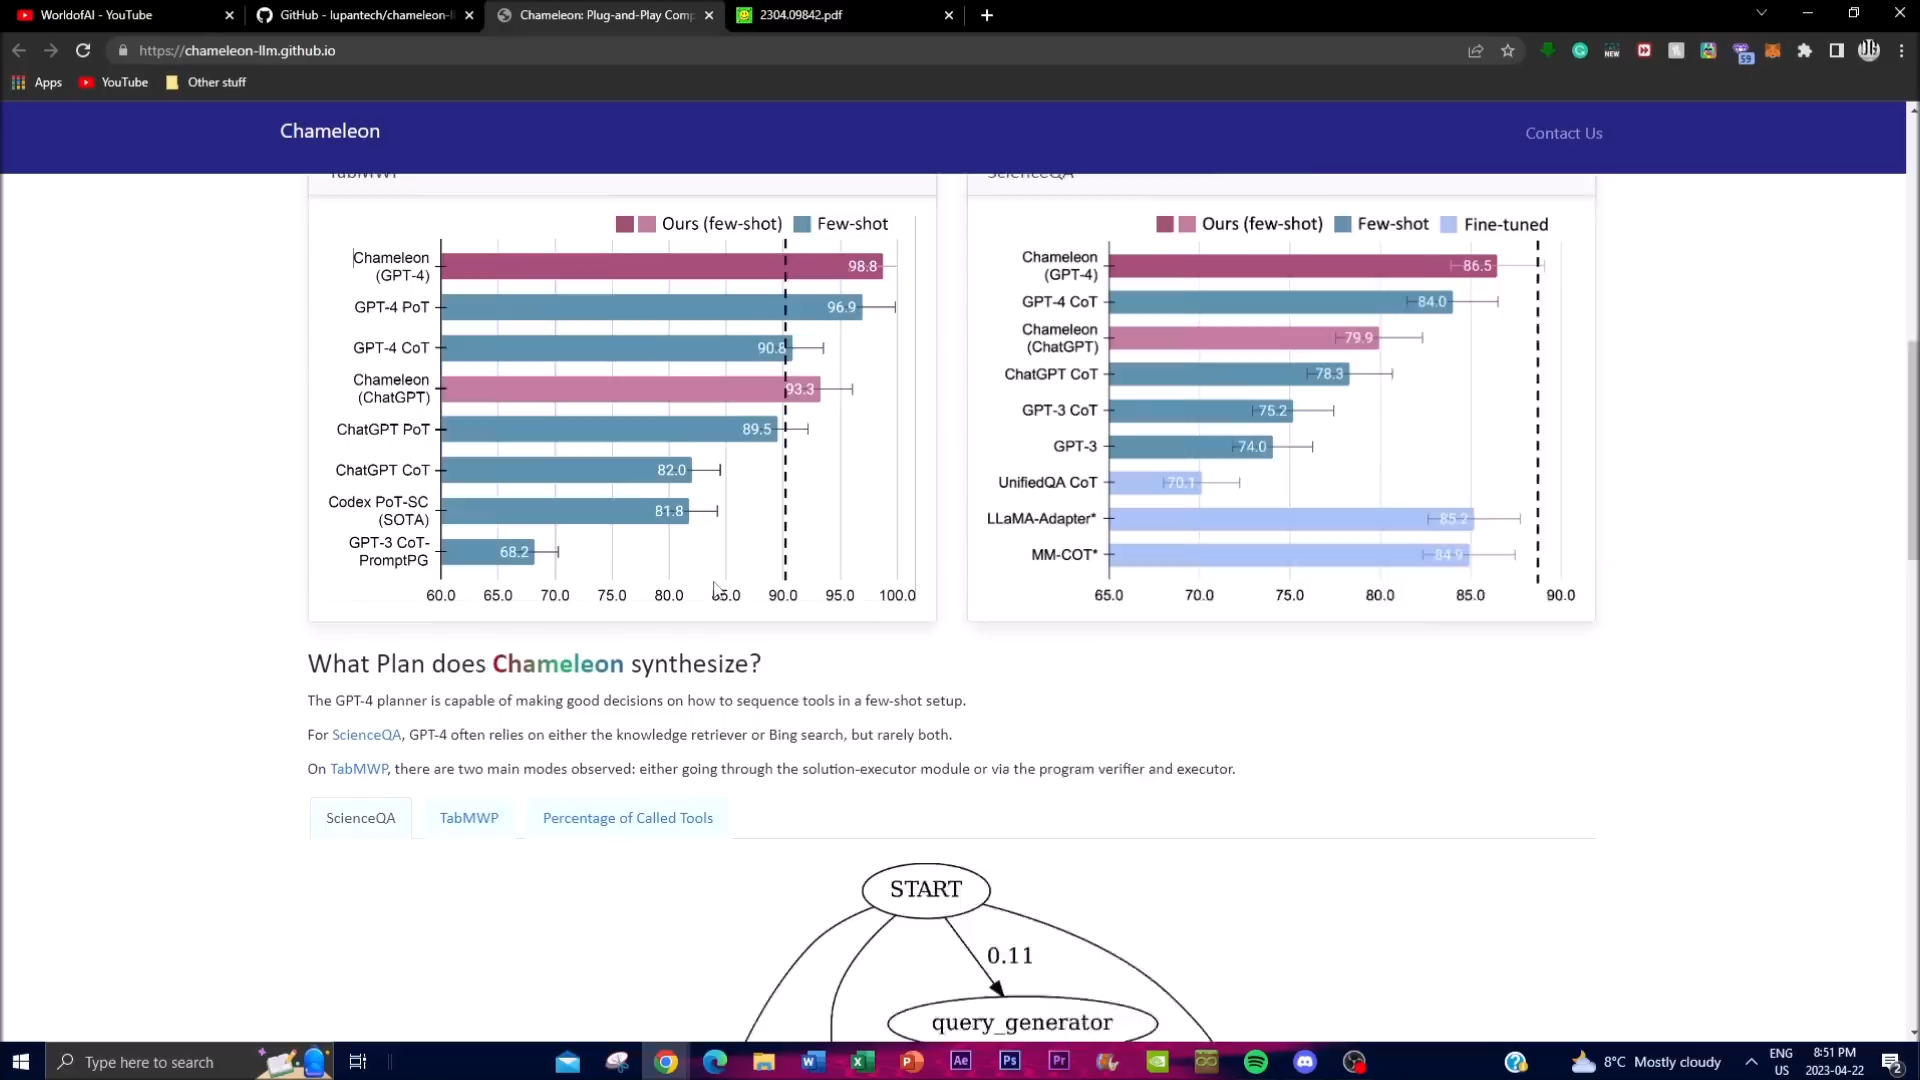 WorldofAI - YouTube
GitHub - lupantech/chameleon-ll
Chameleon: Plug-and-Play Comp
2304.09842.pdf
https://chameleon-llm.github.io
NEW
59
Apps
YouTube
Other stuff
Chameleon
Contact Us
TabMWP
ScienceQA
Ours (few-shot)
Few-shot
Chameleon
(GPT-4)
98.8
GPT-4 PoT
96.9
GPT-4 CoT
90.8
Chameleon
(ChatGPT)
93.3
ChatGPT PoT
89.5
ChatGPT CoT
82.0
Codex PoT-SC
(SOTA)
81.8
GPT-3 CoT-
PromptPG
68.2
60.0 65.0 70.0 75.0 80.0 85.0 90.0 95.0 100.0
Ours (few-shot)
Few-shot
Fine-tuned
Chameleon
(GPT-4)
86.5
GPT-4 CoT
84.0
Chameleon
(ChatGPT)
79.9
ChatGPT CoT
78.3
GPT-3 CoT
75.2
GPT-3
74.0
UnifiedQA CoT
70.1
LLaMA-Adapter*
85.2
MM-COT*
84.9
65.0 70.0 75.0 80.0 85.0 90.0
What Plan does Chameleon synthesize?
The GPT-4 planner is capable of making good decisions on how to sequence tools in a few-shot setup.
For ScienceQA, GPT-4 often relies on either the knowledge retriever or Bing search, but rarely both.
On TabMWP, there are two main modes observed: either going through the solution-executor module or via the program verifier and executor.
ScienceQA
TabMWP
Percentage of Called Tools
START
0.11
query_generator
Type here to search
Ae
Ps
Pr
8°C Mostly cloudy
ENG
US
8:51 PM
2023-04-22
2